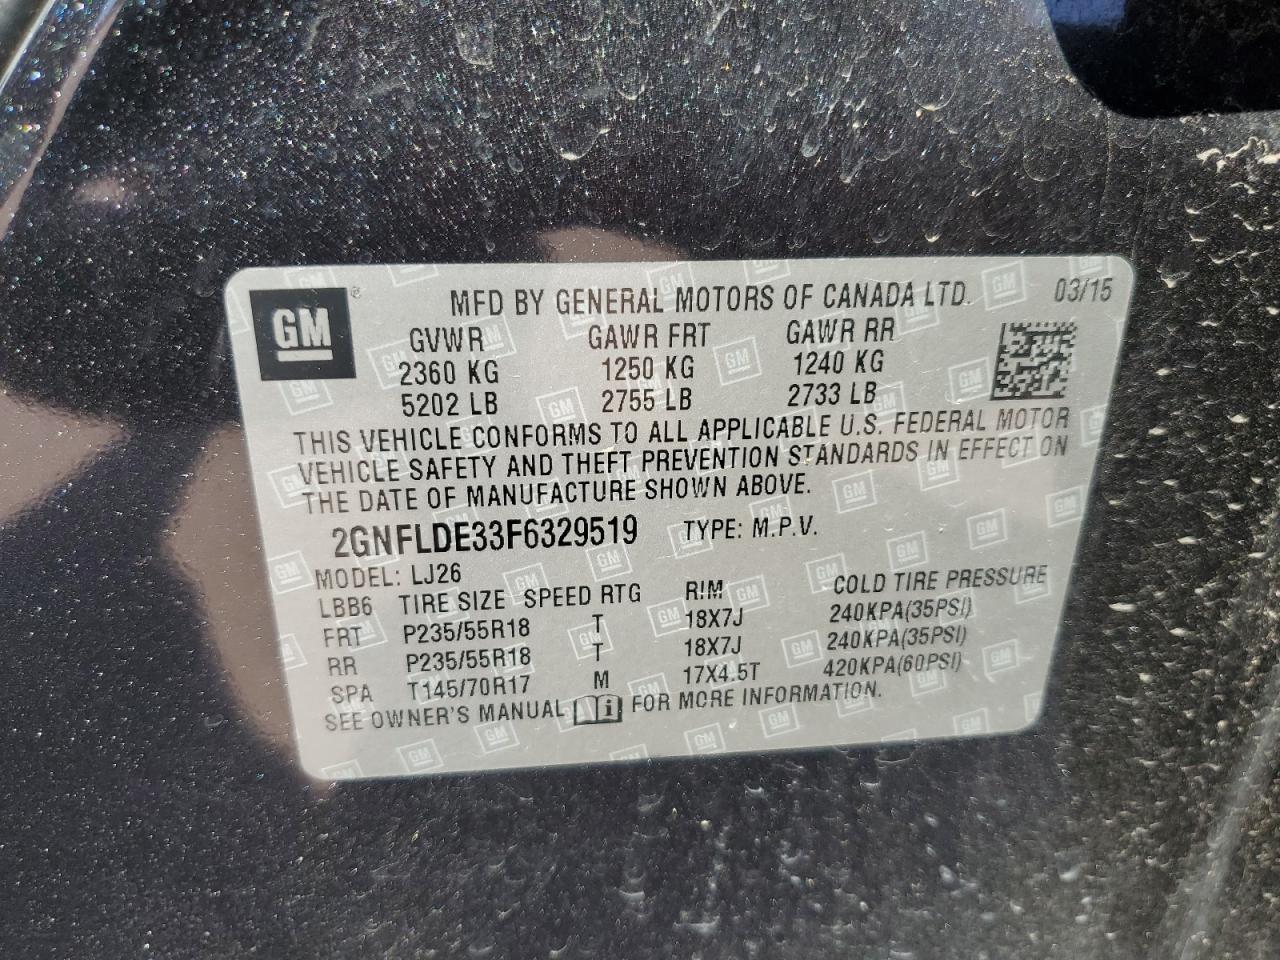 GM ®
MFD BY GENERAL MOTORS OF CANADA LTD. 03/15
GVWR GAWR FRT GAWR RR
2360 KG 1250 KG 1240 KG
5202 LB 2755 LB 2733 LB
THIS VEHICLE CONFORMS TO ALL APPLICABLE U.S. FEDERAL MOTOR
VEHICLE SAFETY AND THEFT PREVENTION STANDARDS IN EFFECT ON
THE DATE OF MANUFACTURE SHOWN ABOVE.
2GNFLDE33F6329519 TYPE: M.P.V.
MODEL: LJ26
LBB6 TIRE SIZE SPEED RTG RIM COLD TIRE PRESSURE
FRT P235/55R18 T 18X7J 240KPA(35PSI)
RR P235/55R18 T 18X7J 240KPA(35PSI)
SPA T145/70R17 M 17X4.5T 420KPA(60PSI)
SEE OWNER'S MANUAL i FOR MORE INFORMATION.